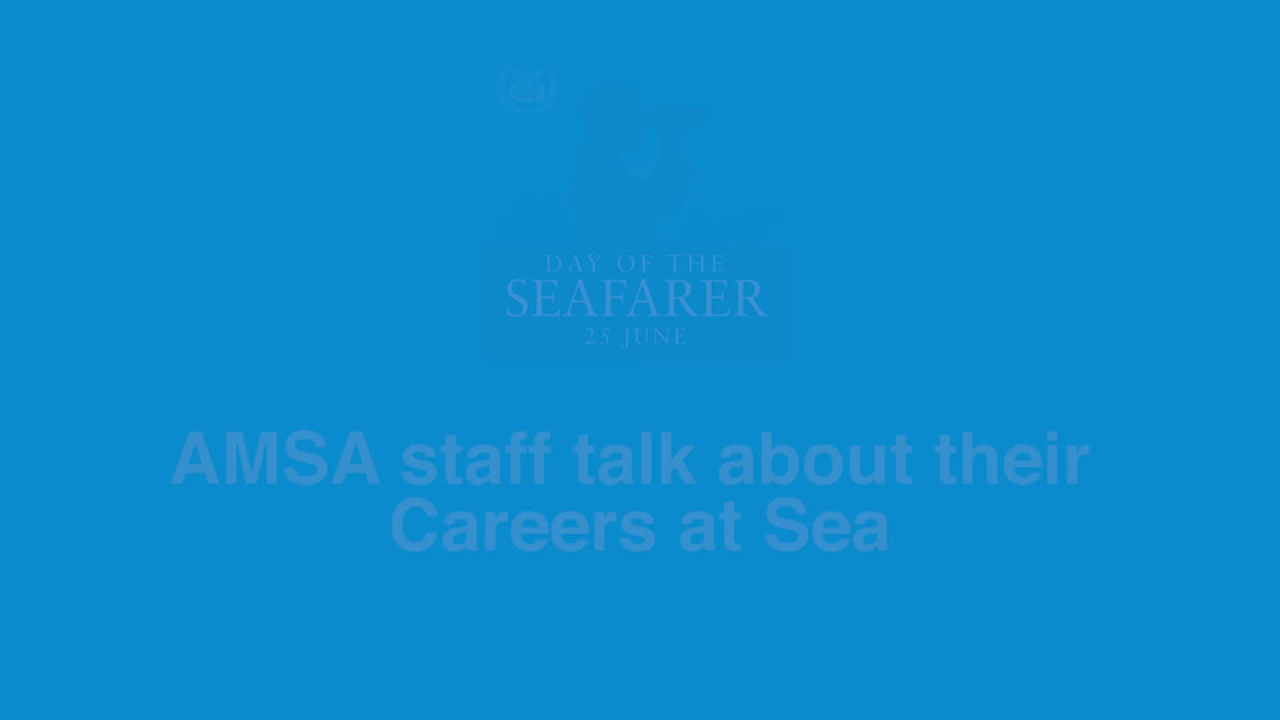 DAY OF THE
SEAFARER
25 JUNE
AMSA staff talk about their
Careers at Sea